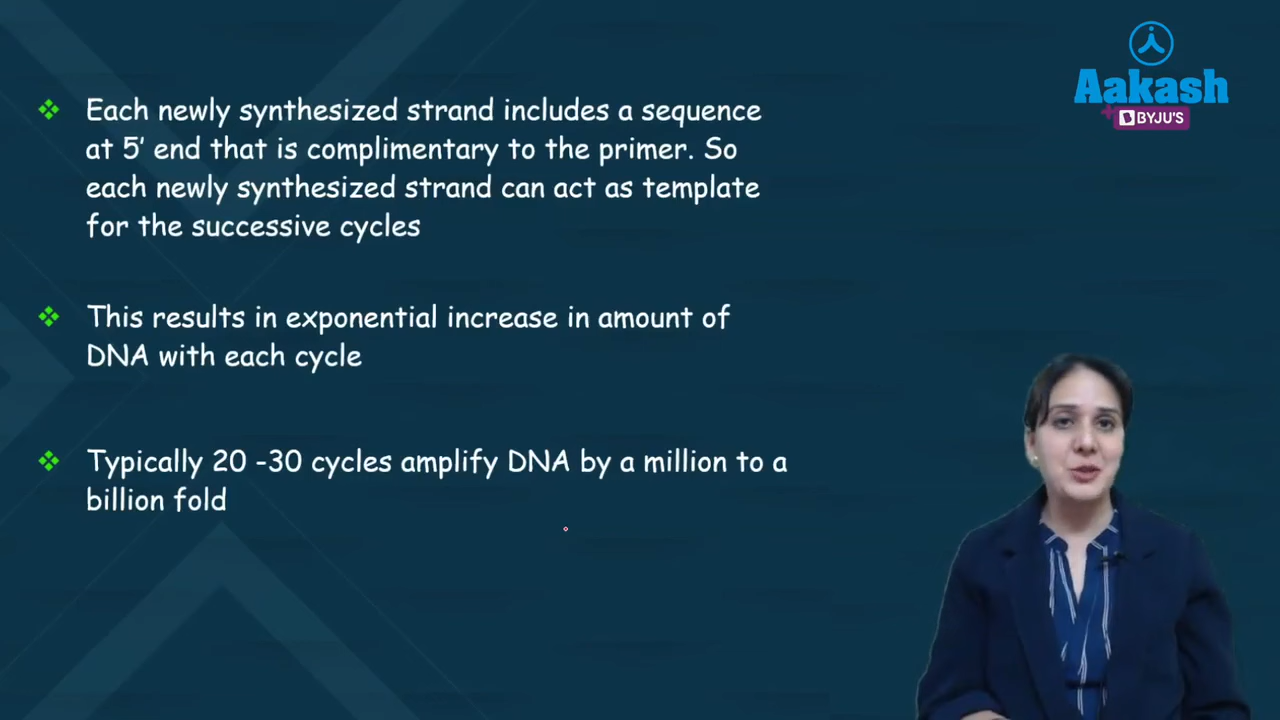 Aakash
BYJU'S
Each newly synthesized strand includes a sequence
at 5' end that is complimentary to the primer. So
each newly synthesized strand can act as template
for the successive cycles
This results in exponential increase in amount of
DNA with each cycle
Typically 20 -30 cycles amplify DNA by a million to a
billion fold